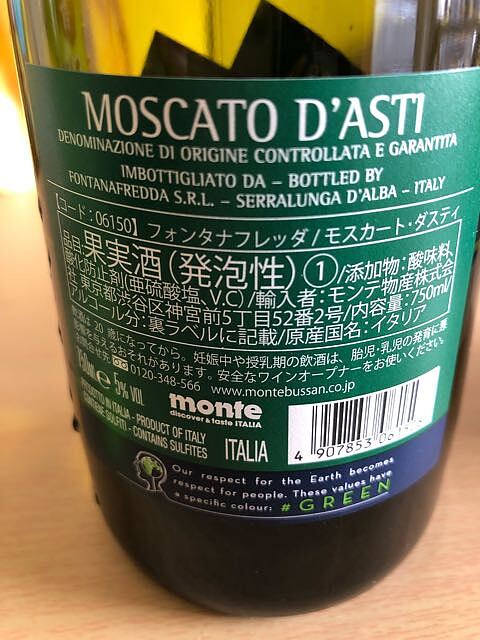 MOSCATO D'ASTI
DENOMINAZIONE DI ORIGINE CONTROLLATA E GARANTITA
IMBOTTIGLIATO DA – BOTTLED BY
FONTANAFREDDA S.R.L. – SERRALUNGA D'ALBA – ITALY
【コード：06150】 フォンタナフレッダ / モスカート・ダスティ
品目:果実酒(発泡性)①/添加物:酸味料、
酸化防止剤(亜硫酸塩、V.C)/輸入者:モンテ物産株式会
社 東京都渋谷区神宮前5丁目52番2号/内容量:750ml/
アルコール分:裏ラベルに記載/原産国名:イタリア
飲酒は20歳になってから。妊娠中や授乳期の飲酒は、胎児・乳児の発育に悪
影響を与えるおそれがあります。安全なワインオープナーをお使いください。
0120-348-566 www.montebussan.co.jp
750ml e 5% VOL
PRODOTTO IN ITALIA - PRODUCT OF ITALY
CONTIENE SULFITI - CONTAINS SULFITES
monte
discover & taste ITALIA
ITALIA
4 907853 06150
Our respect for the Earth becomes
respect for people. These values have
a specific colour: #GREEN